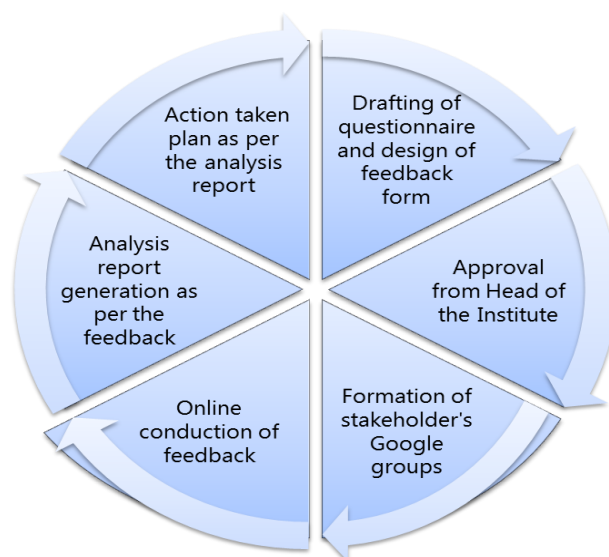 Drafting of
questionnaire
and design of
feedback
form
Approval
from Head of
the Institute
Formation of
stakeholder's
Google
groups
Online
conduction of
feedback
Analysis
report
generation as
per the
feedback
Action taken
plan as per
the analysis
report